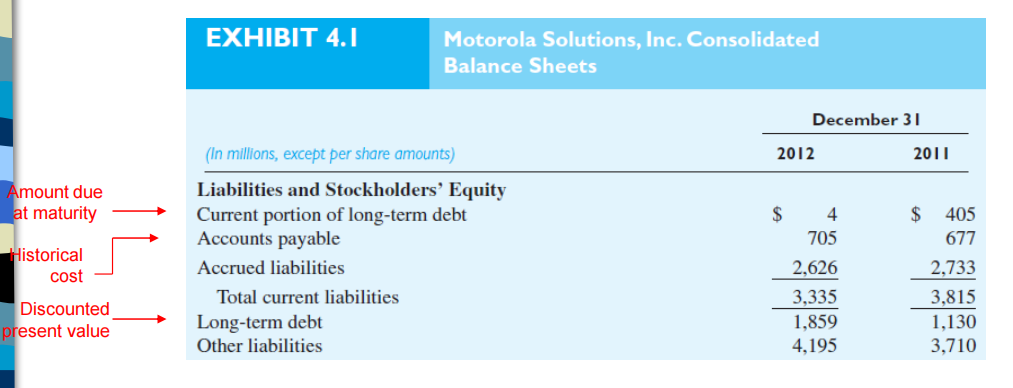 EXHIBIT 4.1
Motorola Solutions, Inc. Consolidated
Balance Sheets
December 31
(In millions, except per share amounts) 2012 2011
Liabilities and Stockholders' Equity
Amount due
at maturity
Current portion of long-term debt $ 4 $ 405
Accounts payable 705 677
Historical
cost
Accrued liabilities 2,626 2,733
Total current liabilities 3,335 3,815
Discounted
present value
Long-term debt 1,859 1,130
Other liabilities 4,195 3,710